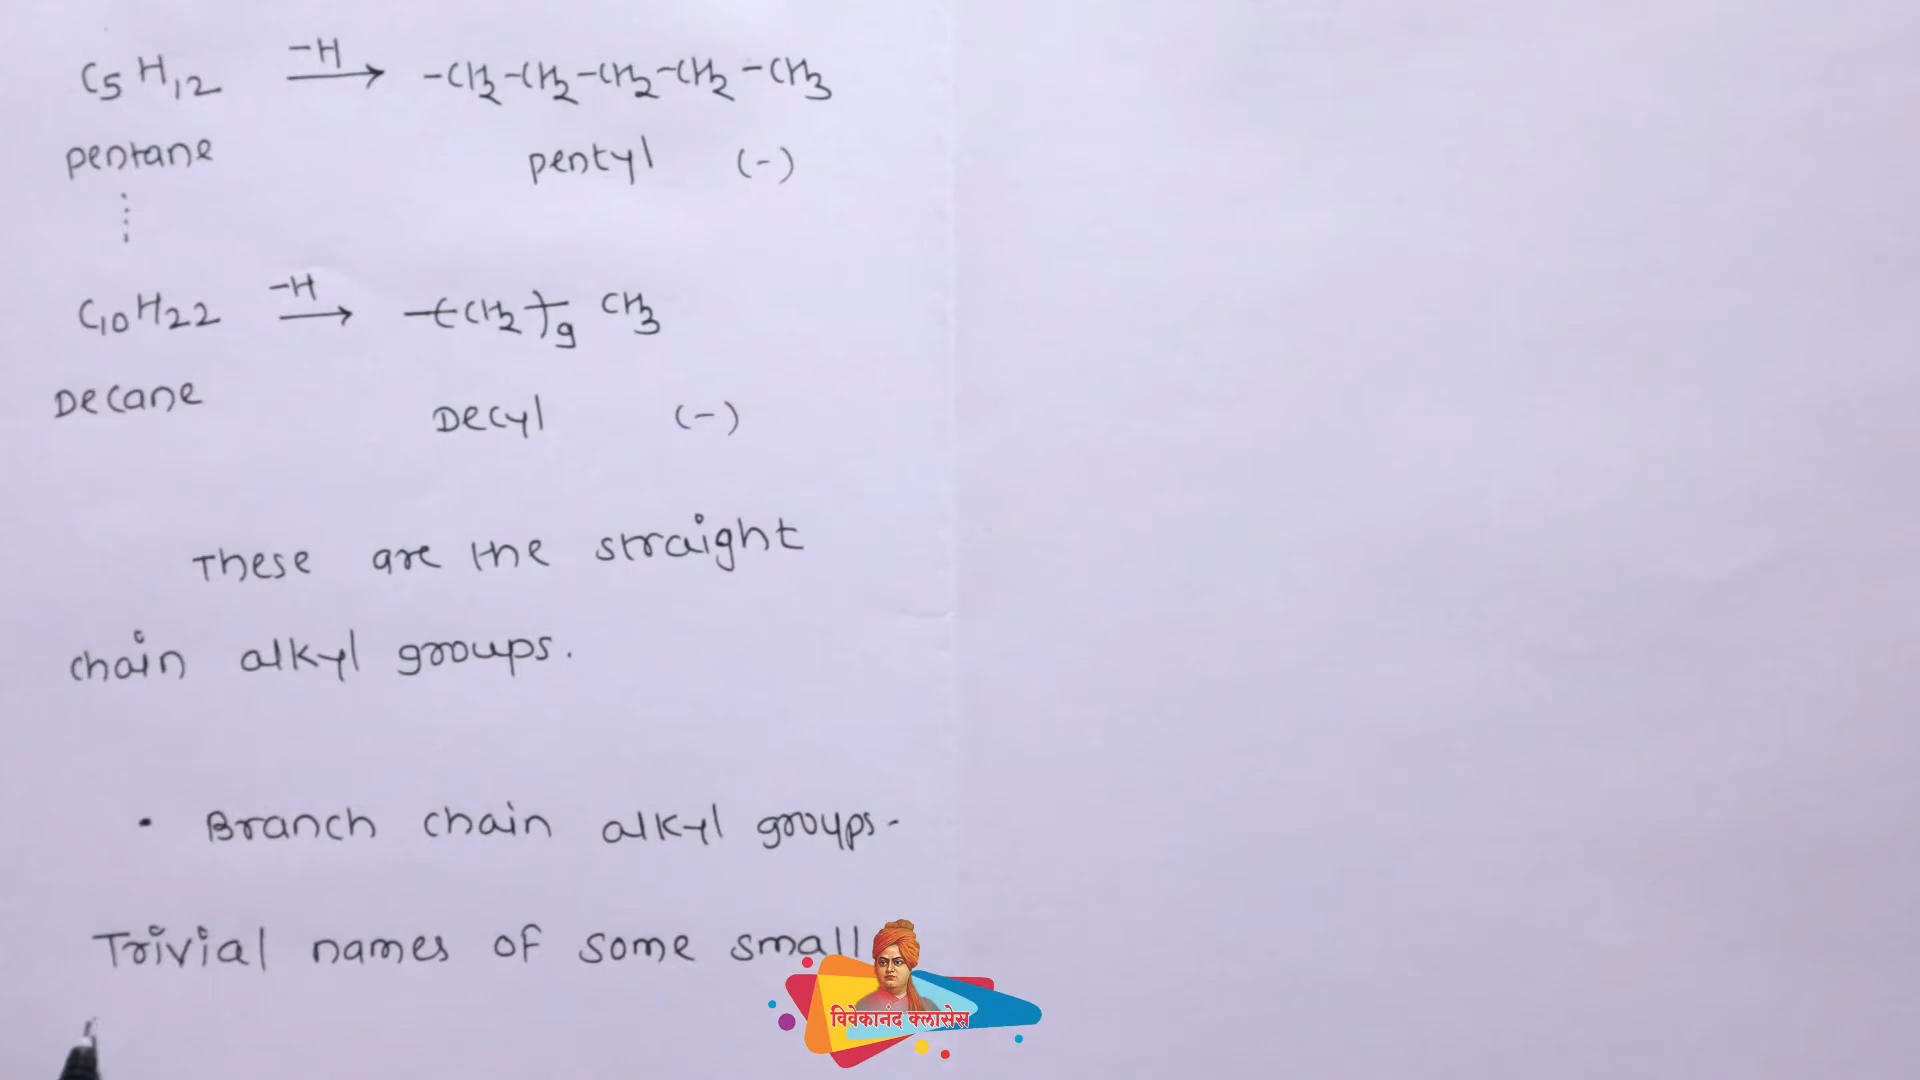 C₅H₁₂ —H→ -CH₂-CH₂-CH₂-CH₂-CH₃
pentane pentyl (-)
C₁₀H₂₂ —H→ —(CH₂)₉ CH₃
Decane Decyl (-)
These are the straight
chain alkyl groups.
• Branch chain alkyl groups-
Trivial names of some small
विवेकानंद क्लासेस